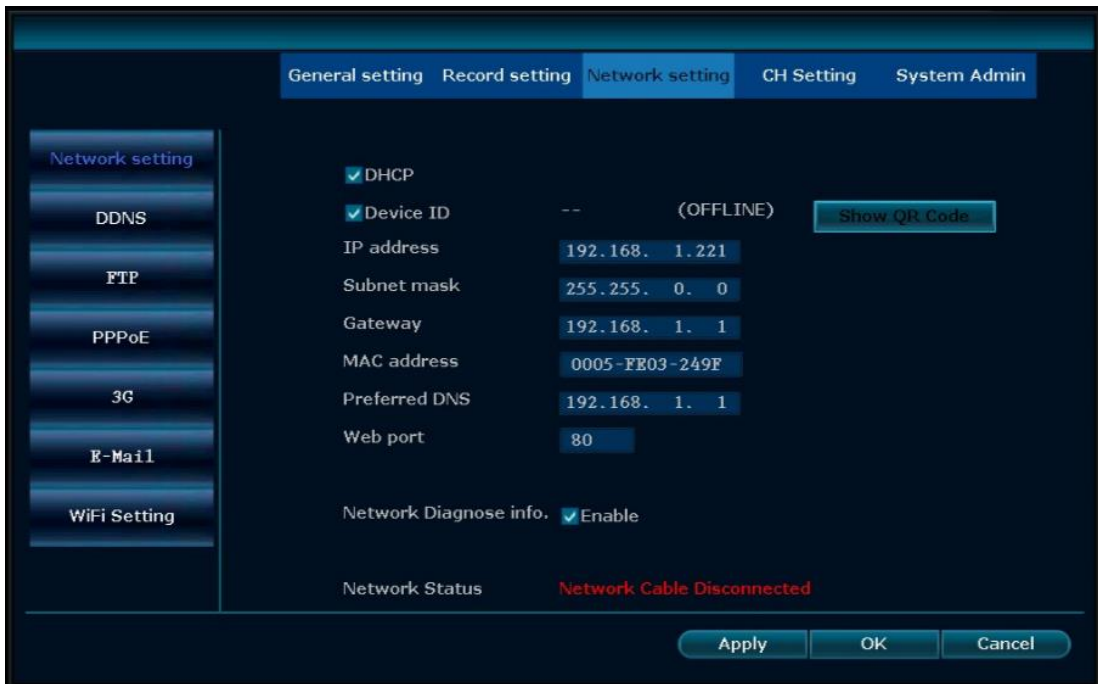 General setting Record setting Network setting CH Setting System Admin
Network setting
DDNS
FTP
PPPoE
3G
E-Mail
WiFi Setting
DHCP
Device ID -- (OFFLINE) Show QR Code
IP address 192.168. 1.221
Subnet mask 255.255. 0. 0
Gateway 192.168. 1. 1
MAC address 0005-FE03-249F
Preferred DNS 192.168. 1. 1
Web port 80
Network Diagnose info. Enable
Network Status Network Cable Disconnected
Apply OK Cancel